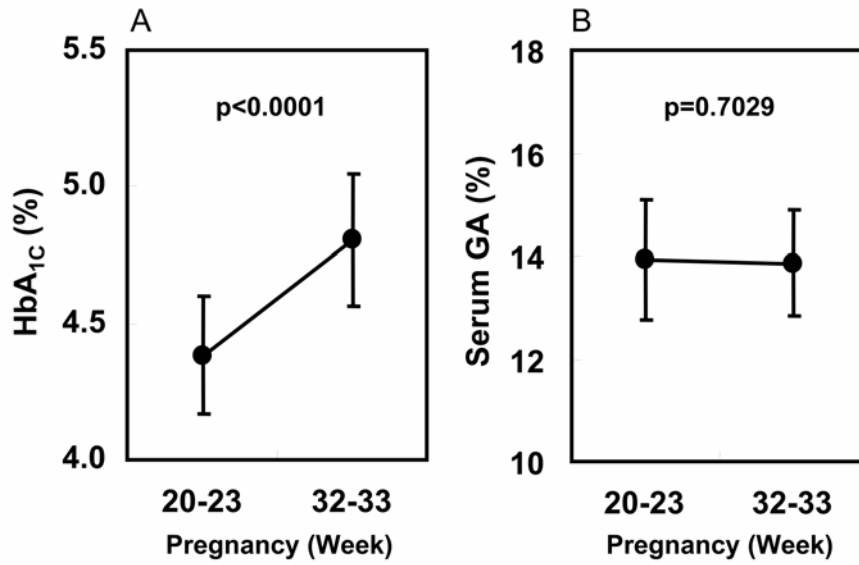 A
HbA1C (%)
5.5
5.0
4.5
4.0
p<0.0001
20-23 32-33
Pregnancy (Week)
B
Serum GA (%)
18
16
14
12
10
p=0.7029
20-23 32-33
Pregnancy (Week)